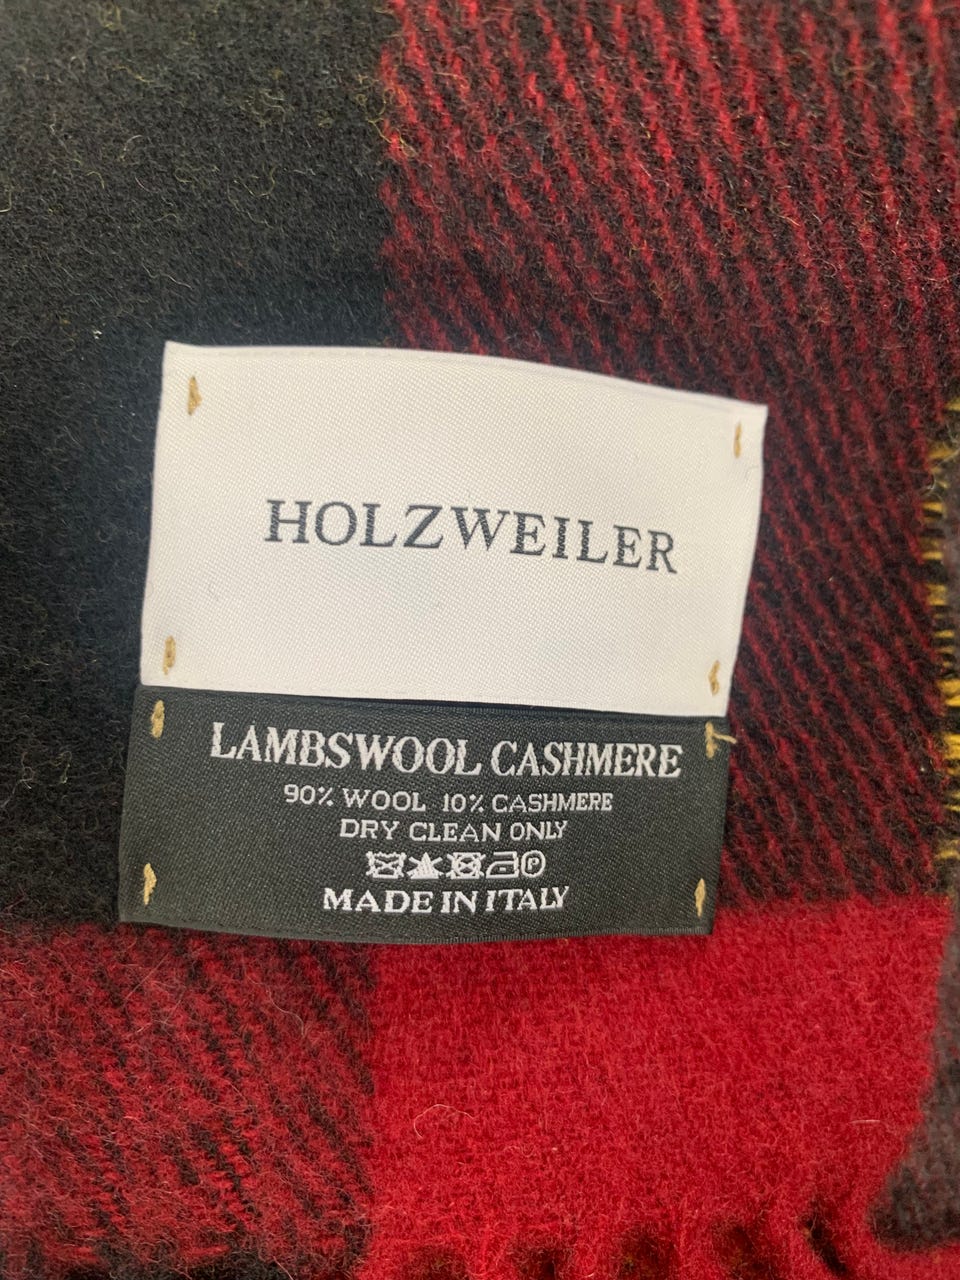 HOLZWEILER
LAMBSWOOL CASHMERE
90% WOOL 10% CASHMERE
DRY CLEAN ONLY
P
MADE IN ITALY